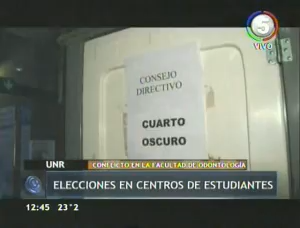 5
VIVO
CONSEJO
DIRECTIVO
CUARTO
OSCURO
UNR
CONFLICTO EN LA FACULTAD DE ODONTOLOGÍA
ELECCIONES EN CENTROS DE ESTUDIANTES
12:45 23°2